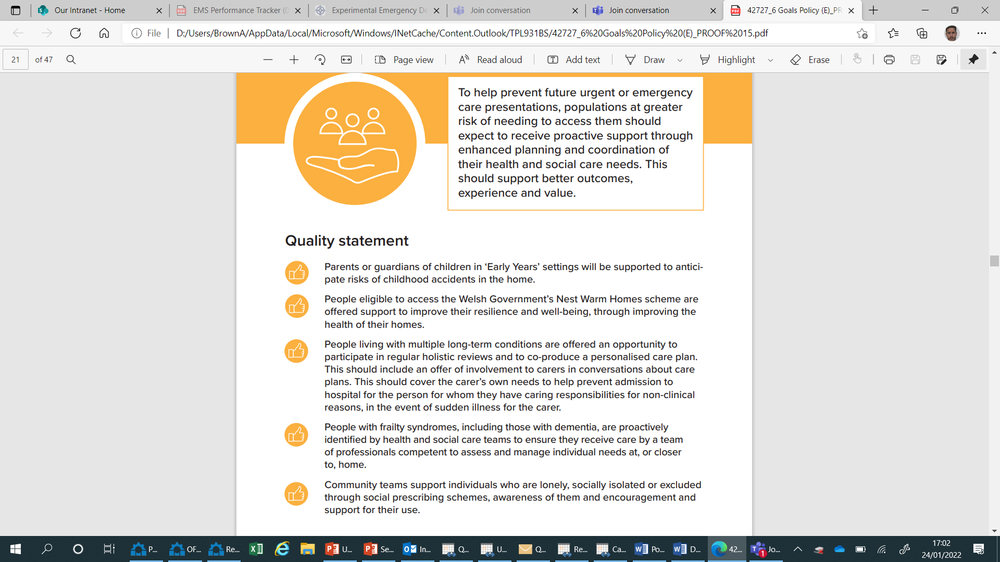 Our Intranet - Home
EMS Performance Tracker (
Experimental Emergency De
Join conversation
Join conversation
42727_6 Goals Policy (E)_PR
File
D:/Users/BrownA/AppData/Local/Microsoft/Windows/INetCache/Content.Outlook/TPL931BS/42727_6%20Goals%20Policy%20(E)_PROOF%2015.pdf
21 of 47
Page view
Read aloud
Add text
Draw
Highlight
Erase
To help prevent future urgent or emergency
care presentations, populations at greater
risk of needing to access them should
expect to receive proactive support through
enhanced planning and coordination of
their health and social care needs. This
should support better outcomes,
experience and value.
Quality statement
Parents or guardians of children in ‘Early Years’ settings will be supported to antici-
pate risks of childhood accidents in the home.
People eligible to access the Welsh Government’s Nest Warm Homes scheme are
offered support to improve their resilience and well-being, through improving the
health of their homes.
People living with multiple long-term conditions are offered an opportunity to
participate in regular holistic reviews and to co-produce a personalised care plan.
This should include an offer of involvement to carers in conversations about care
plans. This should cover the carer’s own needs to help prevent admission to
hospital for the person for whom they have caring responsibilities for non-clinical
reasons, in the event of sudden illness for the carer.
People with frailty syndromes, including those with dementia, are proactively
identified by health and social care teams to ensure they receive care by a team
of professionals competent to assess and manage individual needs at, or closer
to, home.
Community teams support individuals who are lonely, socially isolated or excluded
through social prescribing schemes, awareness of them and encouragement and
support for their use.
P...
OF...
Re...
U...
Se...
In...
Q...
U...
Q...
Re...
Ca...
Po...
D...
42...
Jo...
1
17:02
24/01/2022